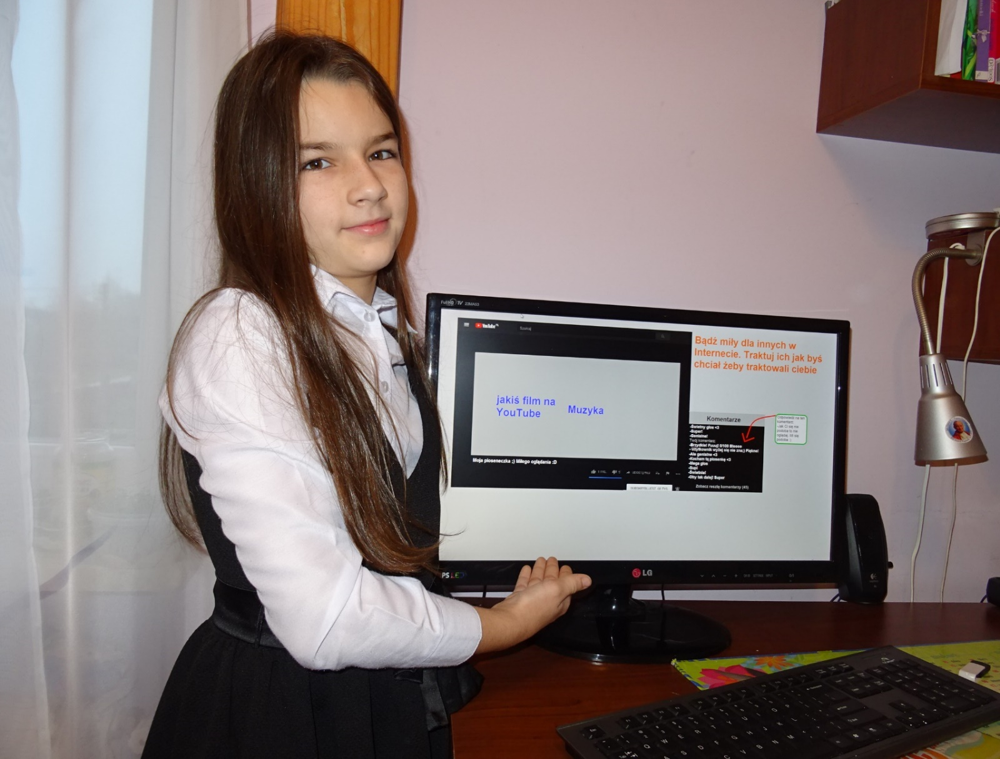 FullHD TV 23MA53
YouTube PL
Szukaj
Bądź miły dla innych w
Internecie. Traktuj ich jak byś
chciał żeby traktowali ciebie
jakiś film na
YouTube
Muzyka
Moja pioseneczka ;) Miłego oglądania :D
Komentarze
-Świetny głos <3
-Super!
-Genialne!
Twój komentarz:
-Brzydkie! Fuuuj! 0/100 Bleeee
- Użytkownik wyżej się nie zna;) Piękne!
-Ale genialne <3
-Kocham tę piosenkę <3
-Mega głos
-Supi
-Świetnie!
-Oby tak dalej! Super
Zobacz resztę komentarzy (45)
Odpowiedź na ten
komentarz:
-Jak Ci się nie
podoba to nie
oglądaj. Mi się
podoba :)
UDOSTĘPNIJ
IPS LED
LG